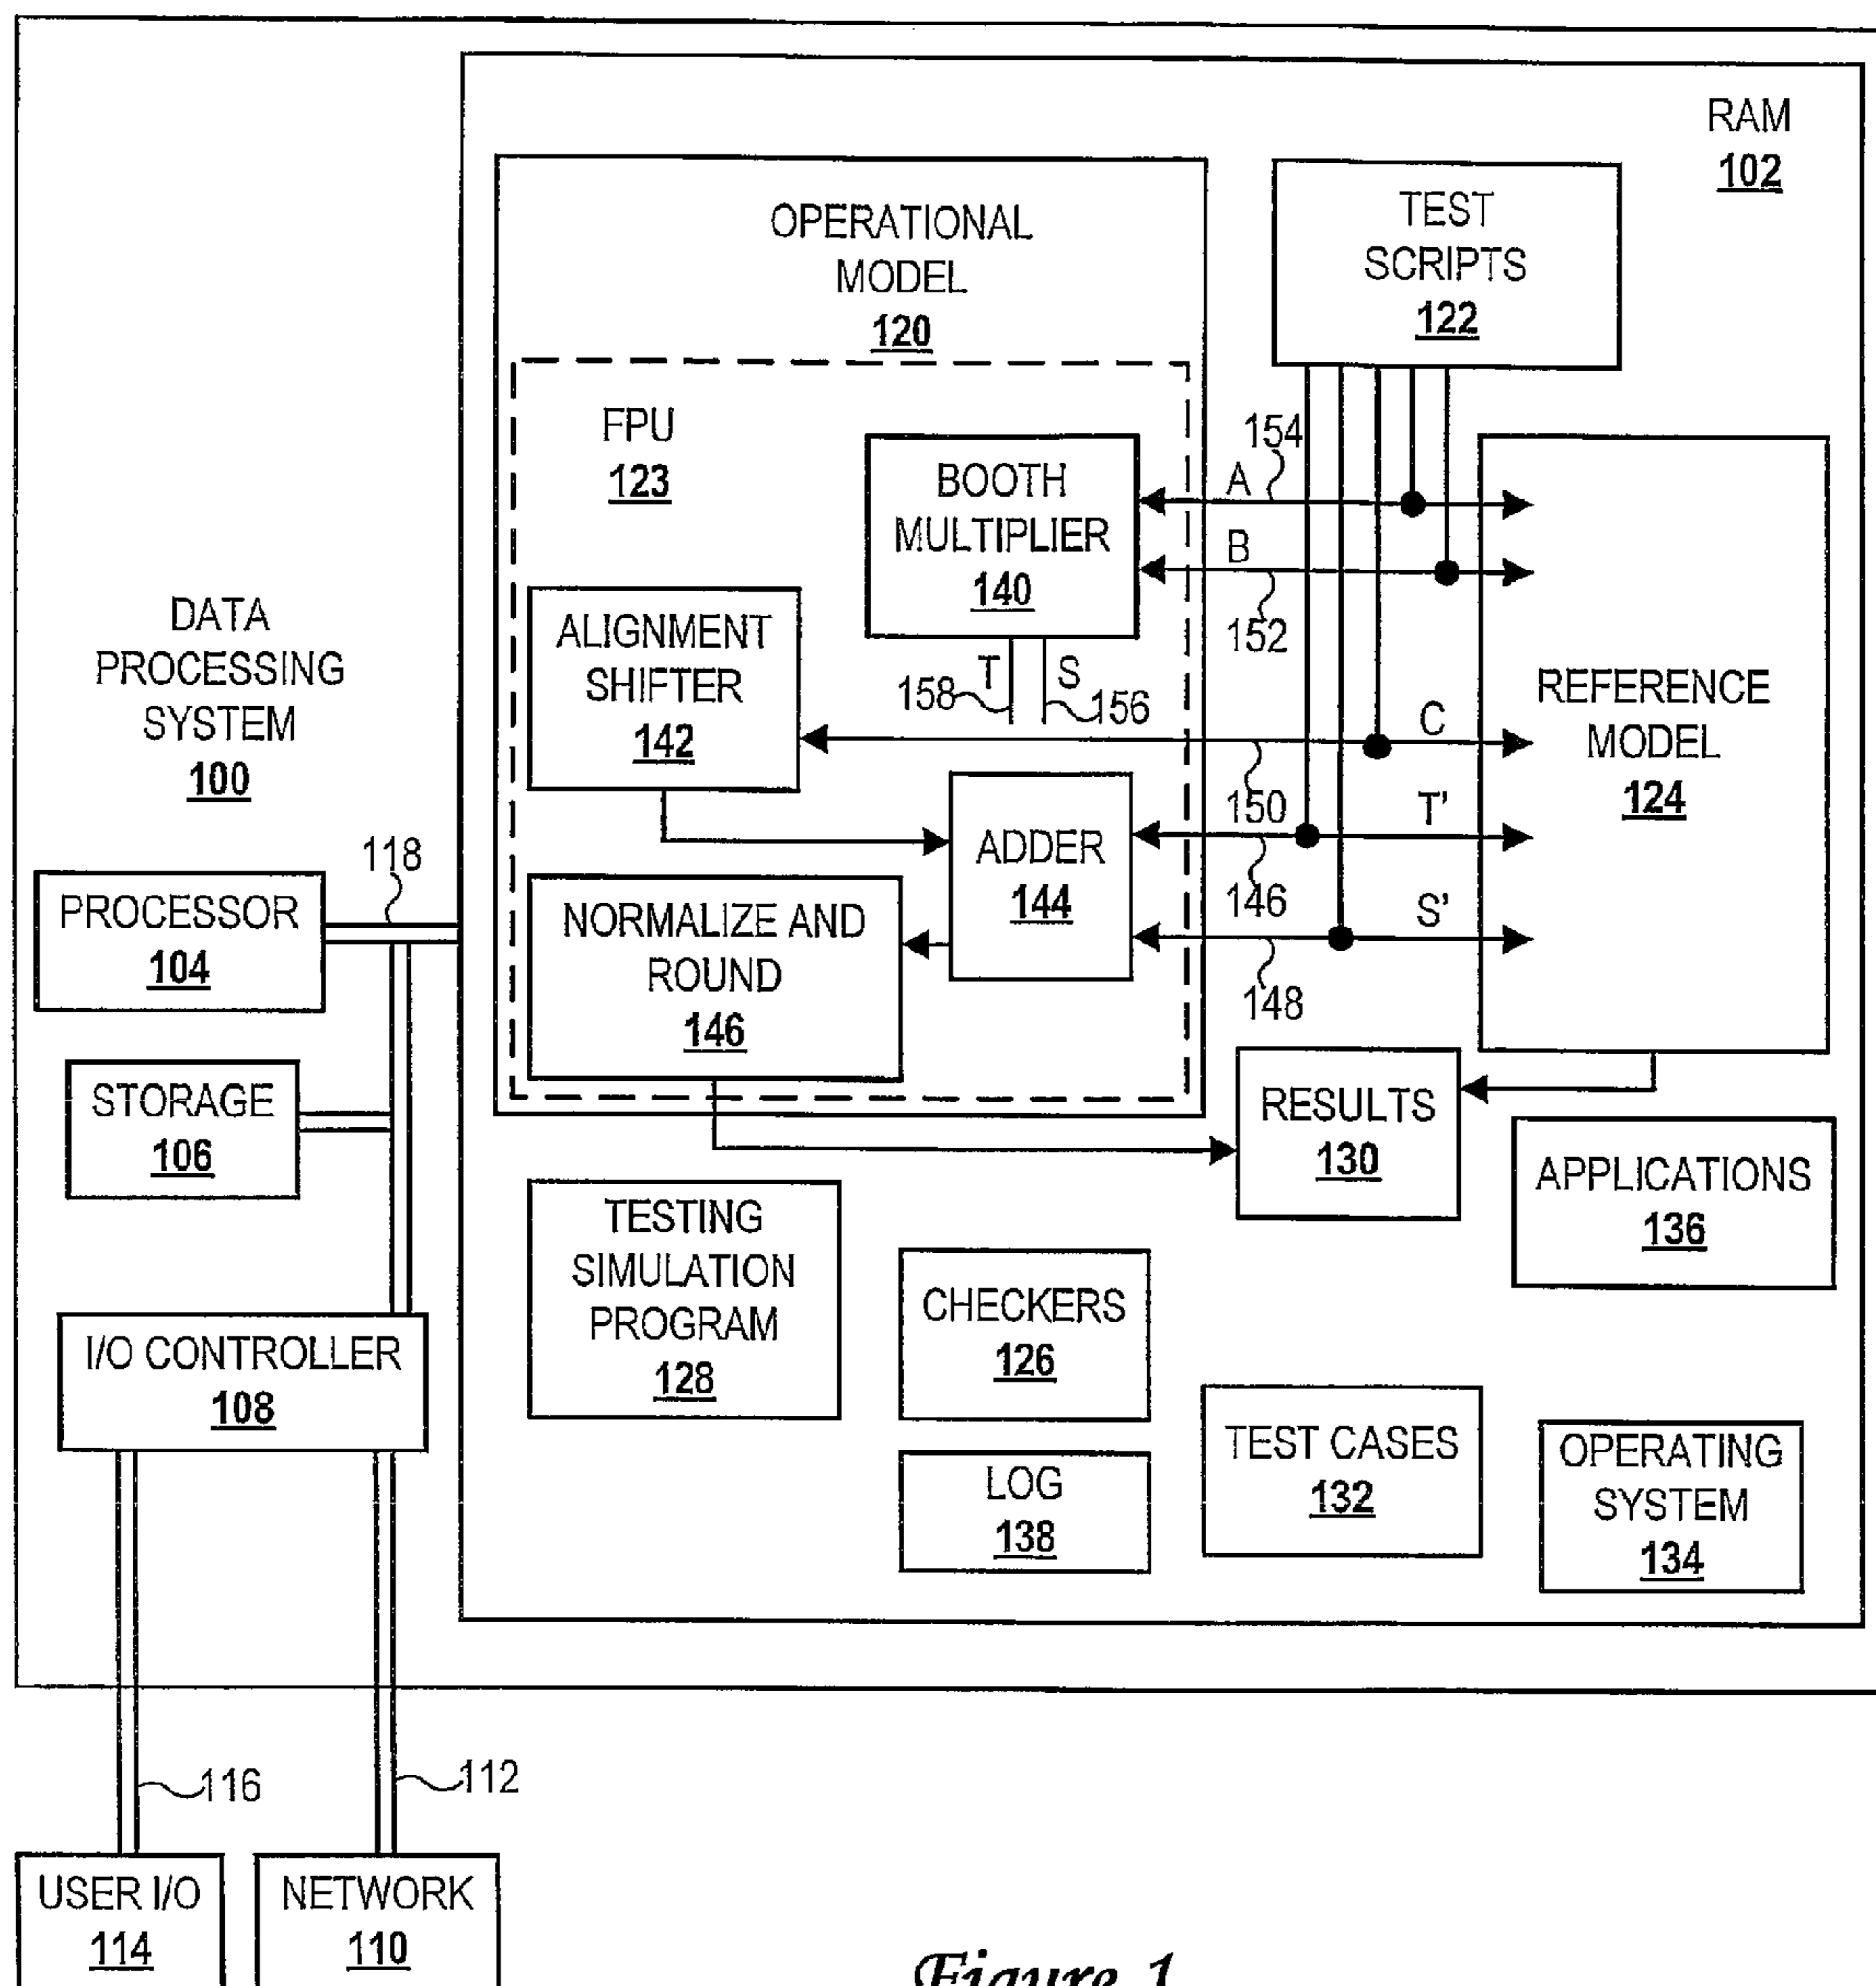 RAM
102
OPERATIONAL
MODEL
120
TEST
SCRIPTS
122
FPU
123
BOOTH
MULTIPLIER
140
A
154
B
152
ALIGNMENT
SHIFTER
142
T
S
158
156
C
150
REFERENCE
MODEL
124
T'
146
ADDER
144
S'
148
NORMALIZE AND
ROUND
146
DATA
PROCESSING
SYSTEM
100
118
PROCESSOR
104
STORAGE
106
RESULTS
130
APPLICATIONS
136
TESTING
SIMULATION
PROGRAM
128
CHECKERS
126
I/O CONTROLLER
108
LOG
138
TEST CASES
132
OPERATING
SYSTEM
134
116
112
USER I/O
114
NETWORK
110
Figure 1